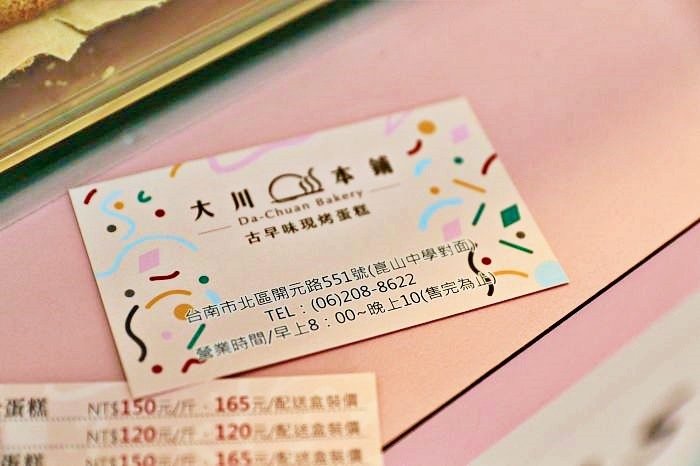 大川本鋪
Da-Chuan Bakery
古早味現烤蛋糕
台南市北區開元路551號(崑山中學對面)
TEL：(06)208-8622
營業時間/早上8：00~晚上10(售完為止)
蛋糕 NT$150元/斤．165元/配送盒裝價
NT$120元/斤．120元/配送盒裝價
蛋糕 NT$150元/斤．165元/配送盒裝價